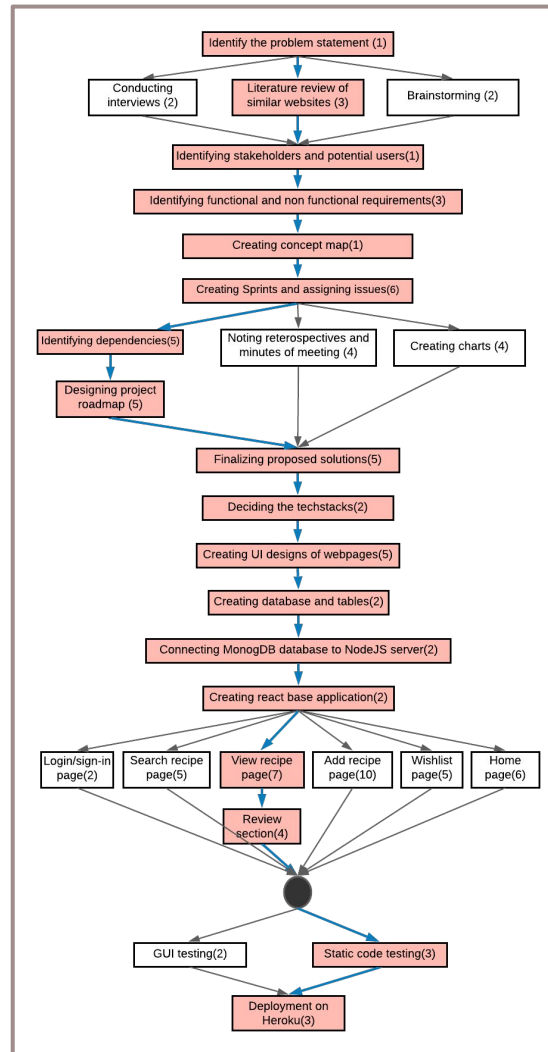 Identify the problem statement (1)
Conducting
interviews (2)
Literature review of
similar websites (3)
Brainstorming (2)
Identifying stakeholders and potential users(1)
Identifying functional and non functional requirements(3)
Creating concept map(1)
Creating Sprints and assigning issues(6)
Identifying dependencies(5)
Noting reterospectives and
minutes of meeting (4)
Creating charts (4)
Designing project
roadmap (5)
Finalizing proposed solutions(5)
Deciding the techstacks(2)
Creating UI designs of webpages(5)
Creating database and tables(2)
Connecting MonogDB database to NodeJS server(2)
Creating react base application(2)
Login/sign-in
page(2)
Search recipe
page(5)
View recipe
page(7)
Add recipe
page(10)
Wishlist
page(5)
Home
page(6)
Review
section(4)
GUI testing(2)
Static code testing(3)
Deployment on
Heroku(3)